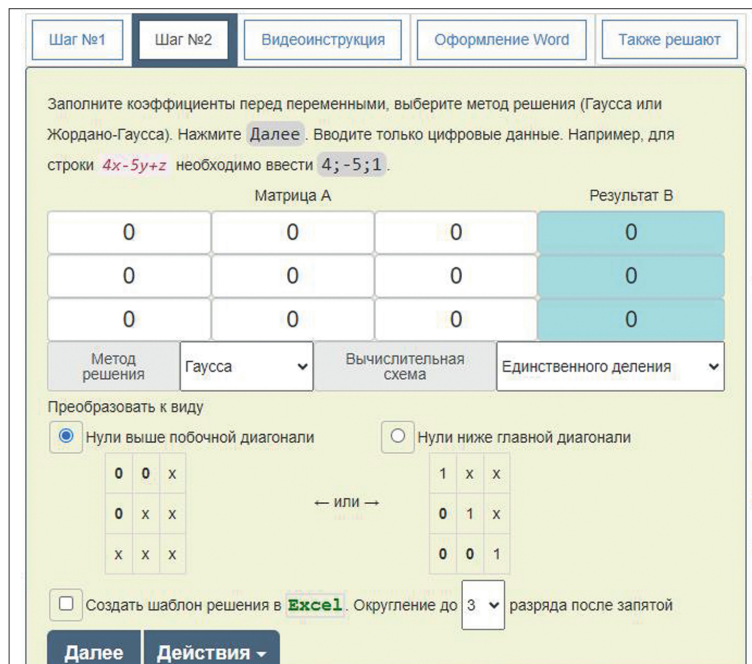 Шаг №1 Шаг №2 Видеоинструкция Оформление Word Также решают
Заполните коэффициенты перед переменными, выберите метод решения (Гаусса или
Жордано-Гаусса). Нажмите Далее. Вводите только цифровые данные. Например, для
строки 4x-5y+z необходимо ввести 4;-5;1.
Матрица А Результат В
0 0 0 0
0 0 0 0
0 0 0 0
Метод решения Гаусса Вычислительная схема Единственного деления
Преобразовать к виду
Нули выше побочной диагонали Нули ниже главной диагонали
0 0 x 1 x x
0 x x ← или → 0 1 x
x x x 0 0 1
Создать шаблон решения в Excel. Округление до 3 разряда после запятой
Далее Действия